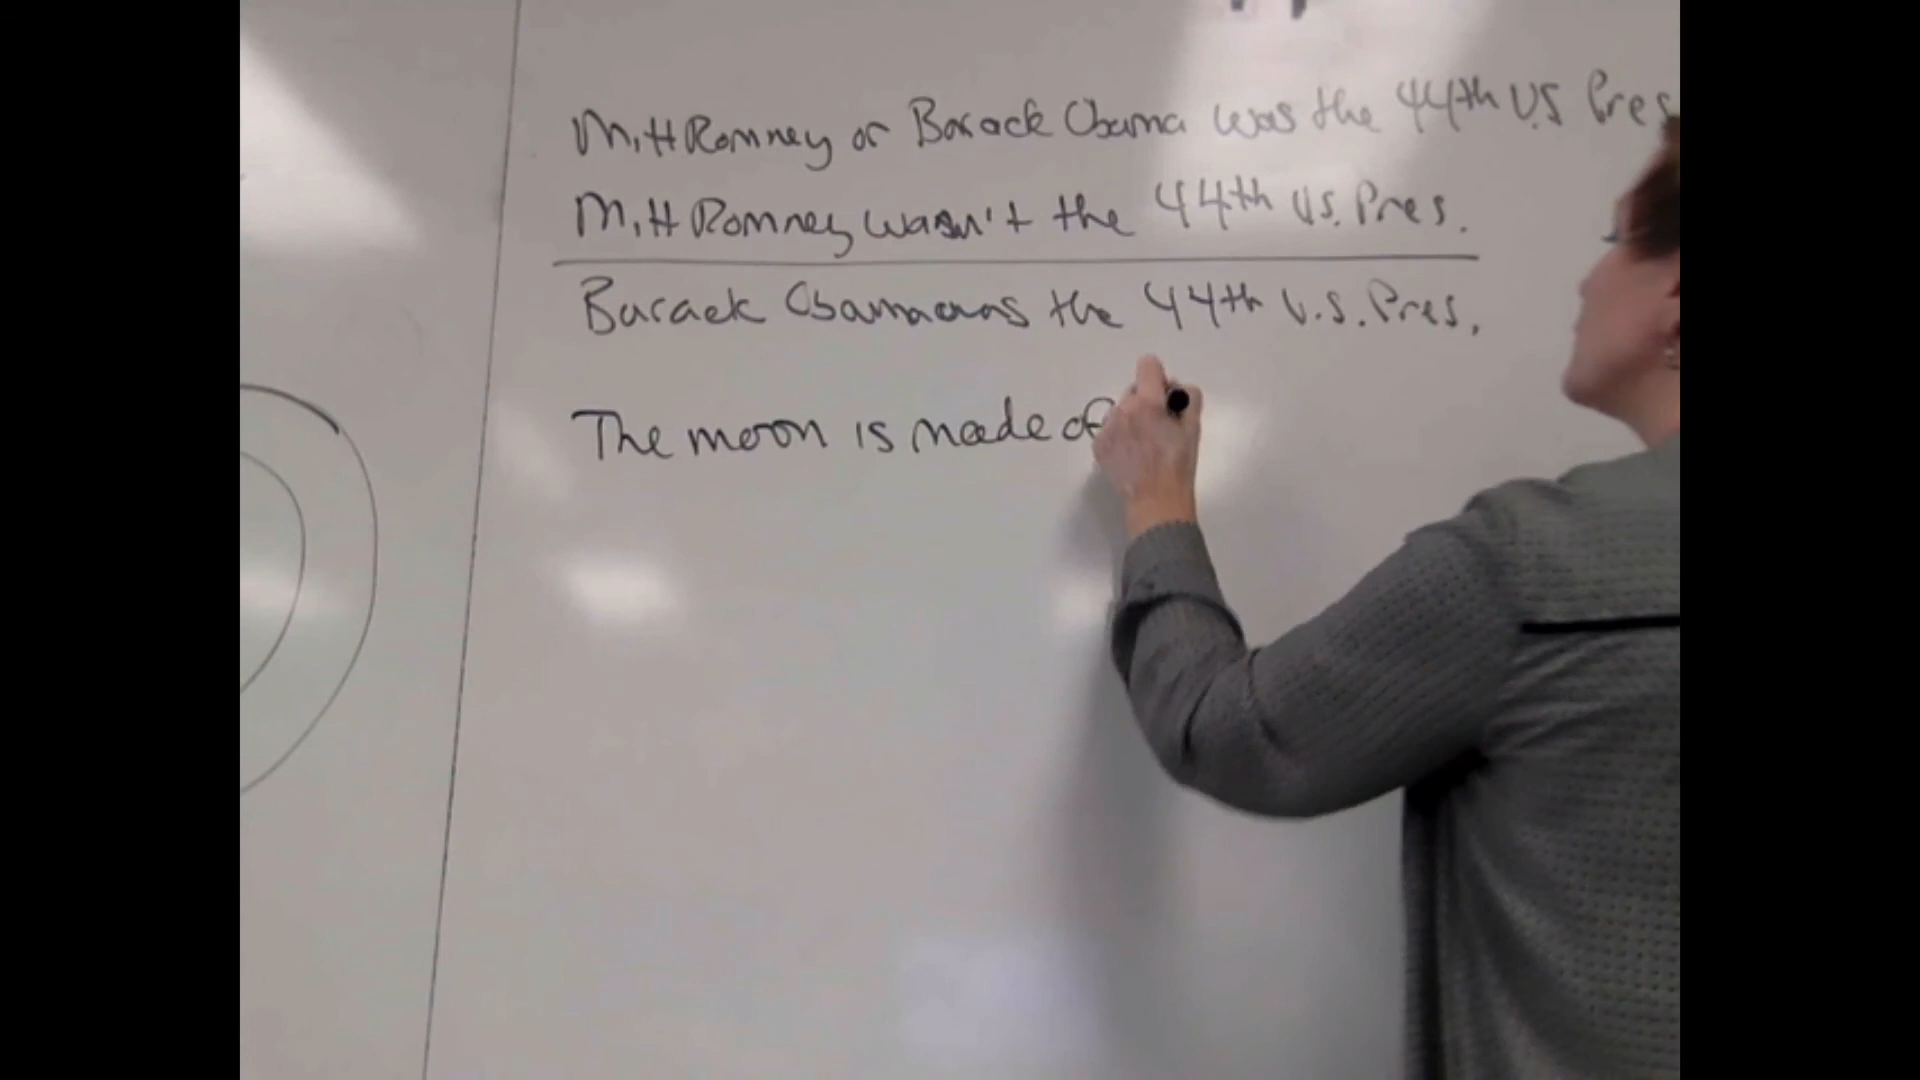 Mitt Romney or Barack Obama was the 44th U.S Pres
Mitt Romney wasn't the 44th U.S. Pres.
Barack Obama was the 44th U.S. Pres.
The moon is made of